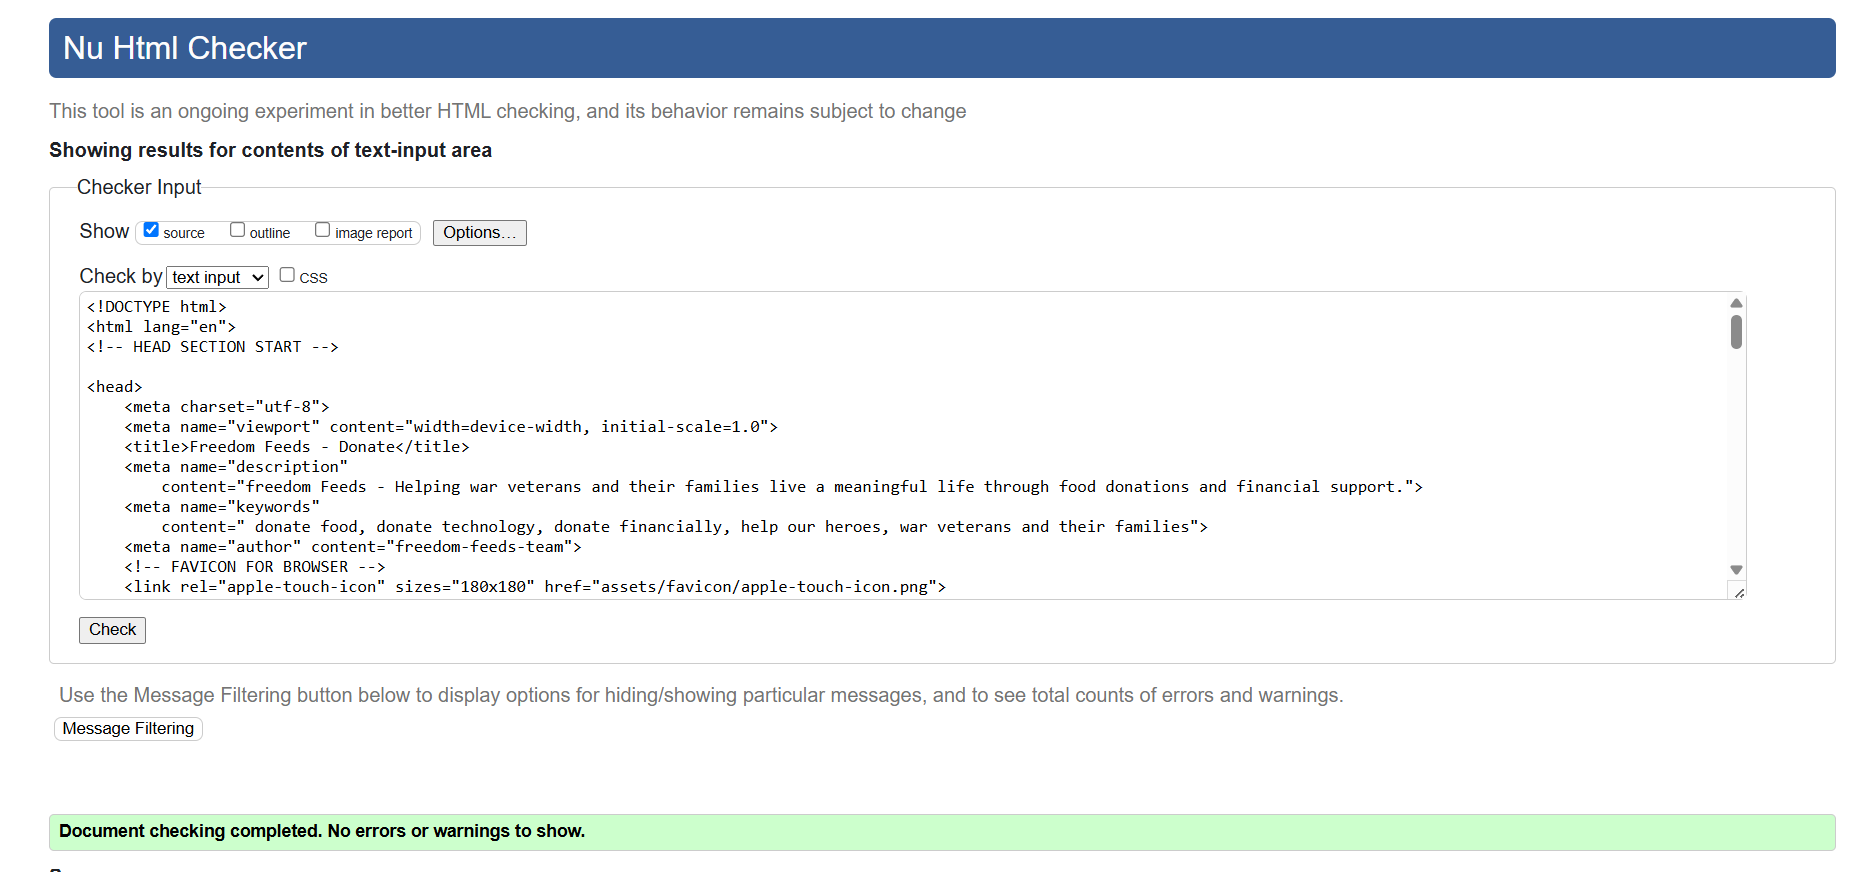 Nu Html Checker
This tool is an ongoing experiment in better HTML checking, and its behavior remains subject to change
Showing results for contents of text-input area
Checker Input
Show source outline image report Options...
Check by text input CSS
<!DOCTYPE html>
<html lang="en">
<!-- HEAD SECTION START -->
<head>
    <meta charset="utf-8">
    <meta name="viewport" content="width=device-width, initial-scale=1.0">
    <title>Freedom Feeds - Donate</title>
    <meta name="description"
        content="freedom Feeds - Helping war veterans and their families live a meaningful life through food donations and financial support.">
    <meta name="keywords"
        content=" donate food, donate technology, donate financially, help our heroes, war veterans and their families">
    <meta name="author" content="freedom-feeds-team">
    <!-- FAVICON FOR BROWSER -->
    <link rel="apple-touch-icon" sizes="180x180" href="assets/favicon/apple-touch-icon.png">
Check
Use the Message Filtering button below to display options for hiding/showing particular messages, and to see total counts of errors and warnings.
Message Filtering
Document checking completed. No errors or warnings to show.